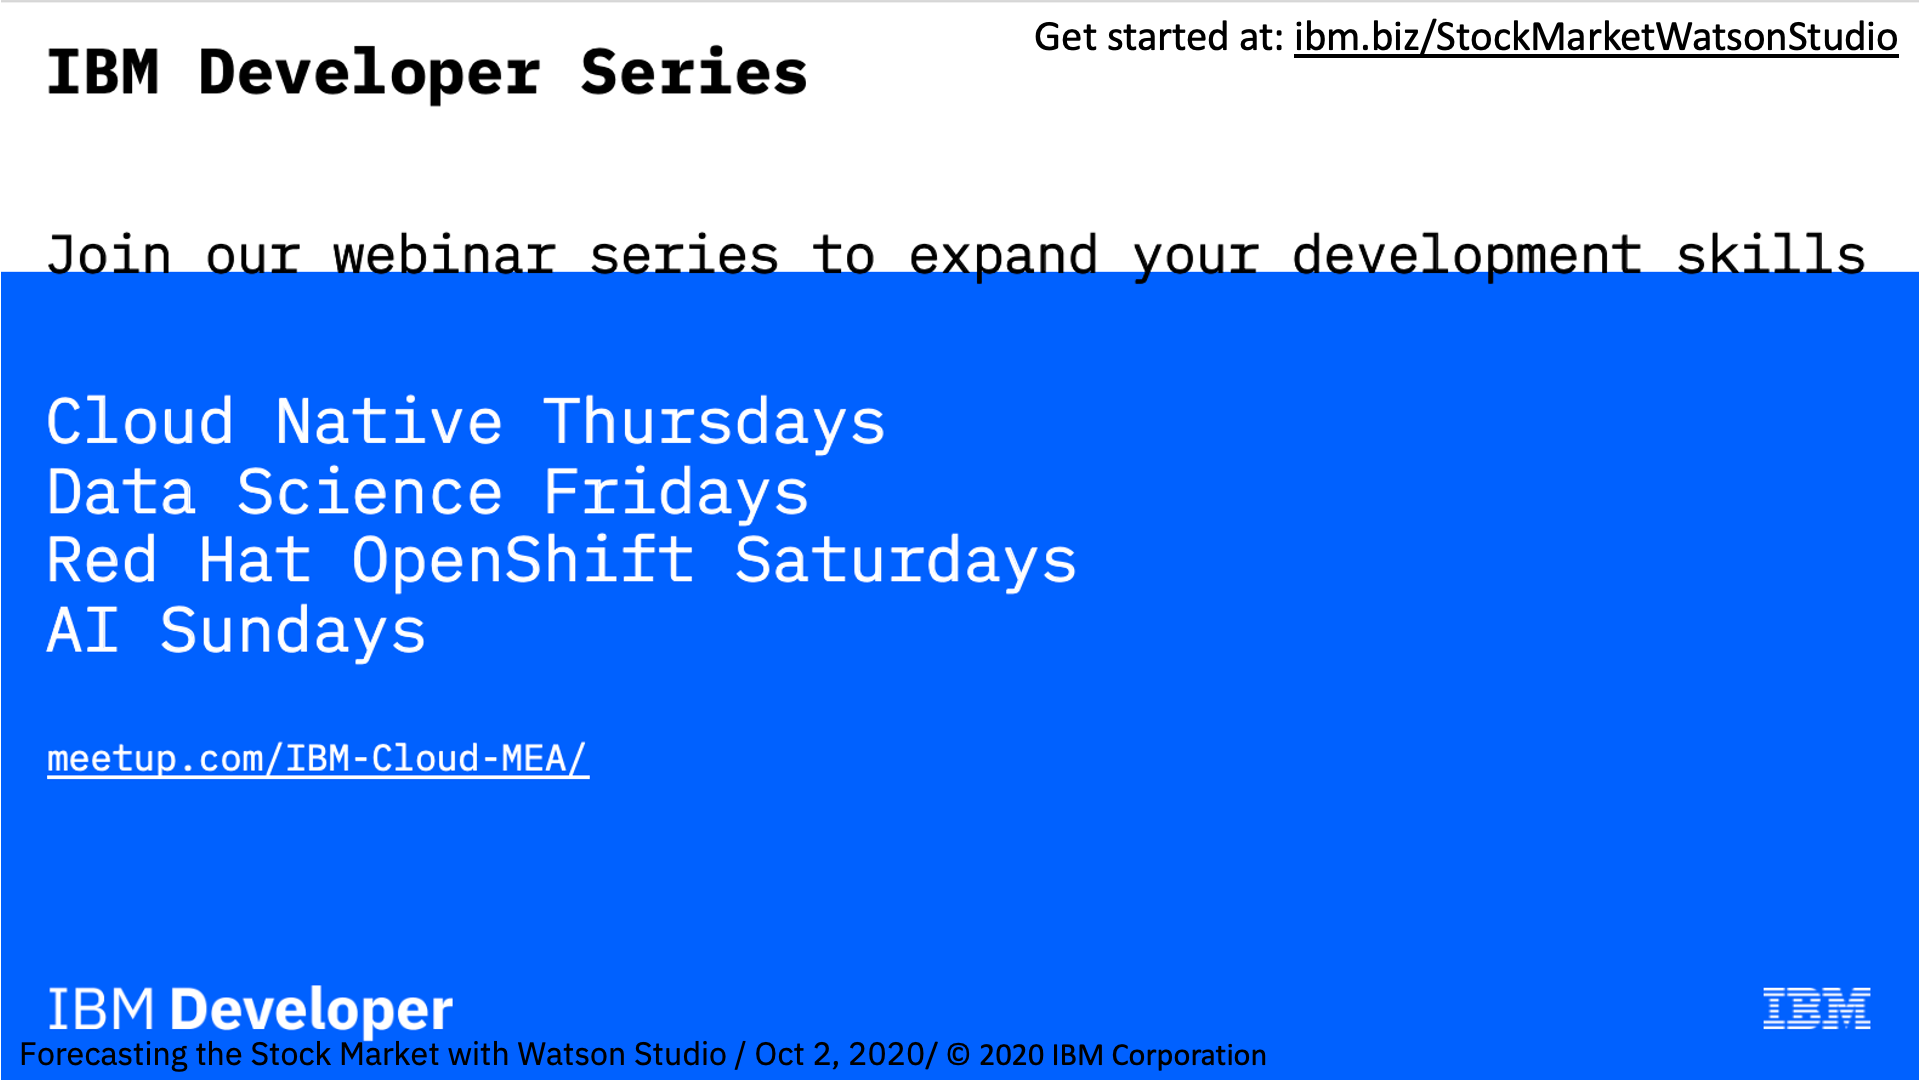 Get started at: ibm.biz/StockMarketWatsonStudio
IBM Developer Series
Join our webinar series to expand your development skills
Cloud Native Thursdays
Data Science Fridays
Red Hat OpenShift Saturdays
AI Sundays
meetup.com/IBM-Cloud-MEA/
IBM Developer
IBM
Forecasting the Stock Market with Watson Studio / Oct 2, 2020/ © 2020 IBM Corporation